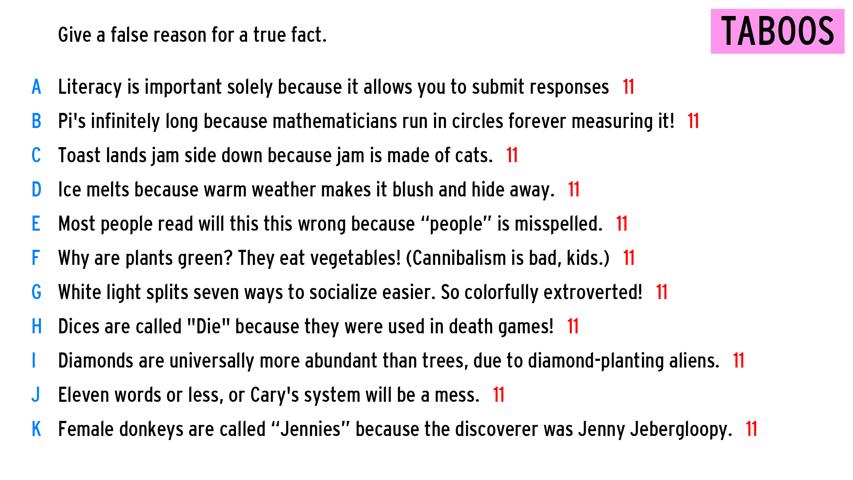 Give a false reason for a true fact.
TABOOS
A Literacy is important solely because it allows you to submit responses 11
B Pi's infinitely long because mathematicians run in circles forever measuring it! 11
C Toast lands jam side down because jam is made of cats. 11
D Ice melts because warm weather makes it blush and hide away. 11
E Most people read will this this wrong because “people” is misspelled. 11
F Why are plants green? They eat vegetables! (Cannibalism is bad, kids.) 11
G White light splits seven ways to socialize easier. So colorfully extroverted! 11
H Dices are called "Die" because they were used in death games! 11
I Diamonds are universally more abundant than trees, due to diamond-planting aliens. 11
J Eleven words or less, or Cary's system will be a mess. 11
K Female donkeys are called “Jennies” because the discoverer was Jenny Jebergloopy. 11